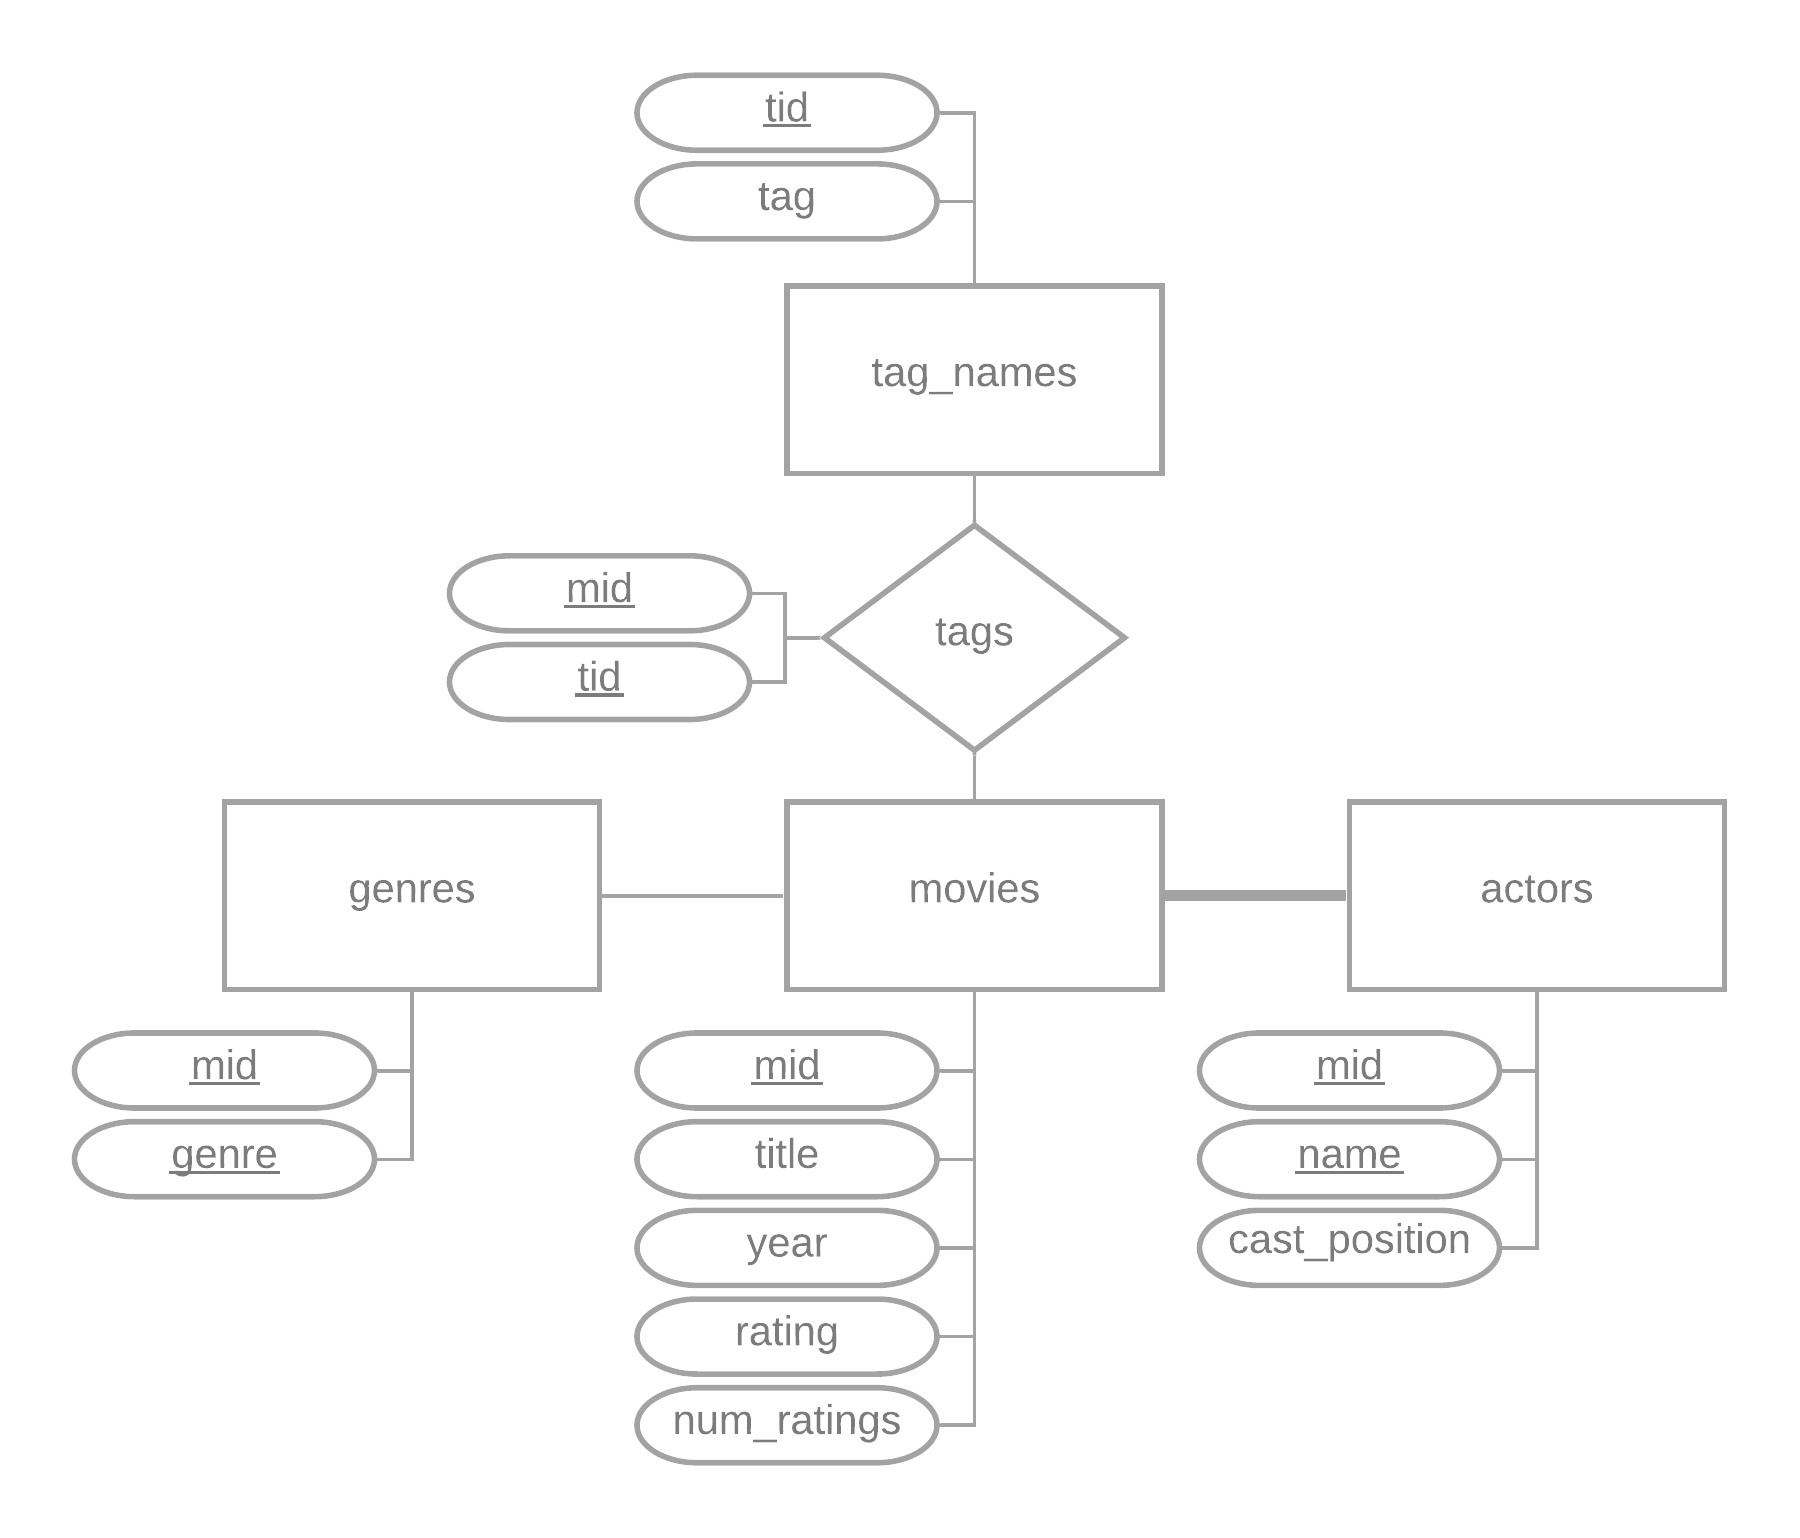 tid
tag
tag_names
mid
tid
tags
genres
movies
actors
mid
genre
mid
title
year
rating
num_ratings
mid
name
cast_position